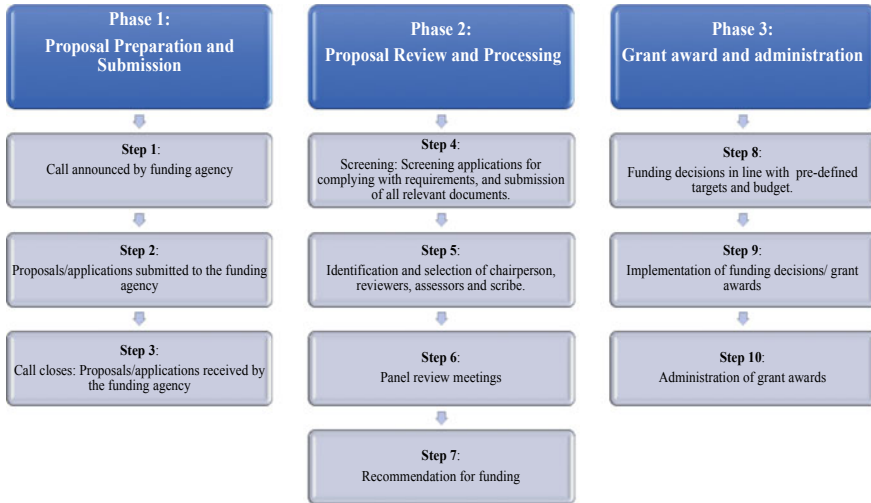 Phase 1:
Proposal Preparation and
Submission
Step 1:
Call announced by funding agency
Step 2:
Proposals/applications submitted to the funding
agency
Step 3:
Call closes: Proposals/applications received by
the funding agency
Phase 2:
Proposal Review and Processing
Step 4:
Screening: Screening applications for
complying with requirements, and submission
of all relevant documents.
Step 5:
Identification and selection of chairperson,
reviewers, assessors and scribe.
Step 6:
Panel review meetings
Step 7:
Recommendation for funding
Phase 3:
Grant award and administration
Step 8:
Funding decisions in line with pre-defined
targets and budget.
Step 9:
Implementation of funding decisions/ grant
awards
Step 10:
Administration of grant awards